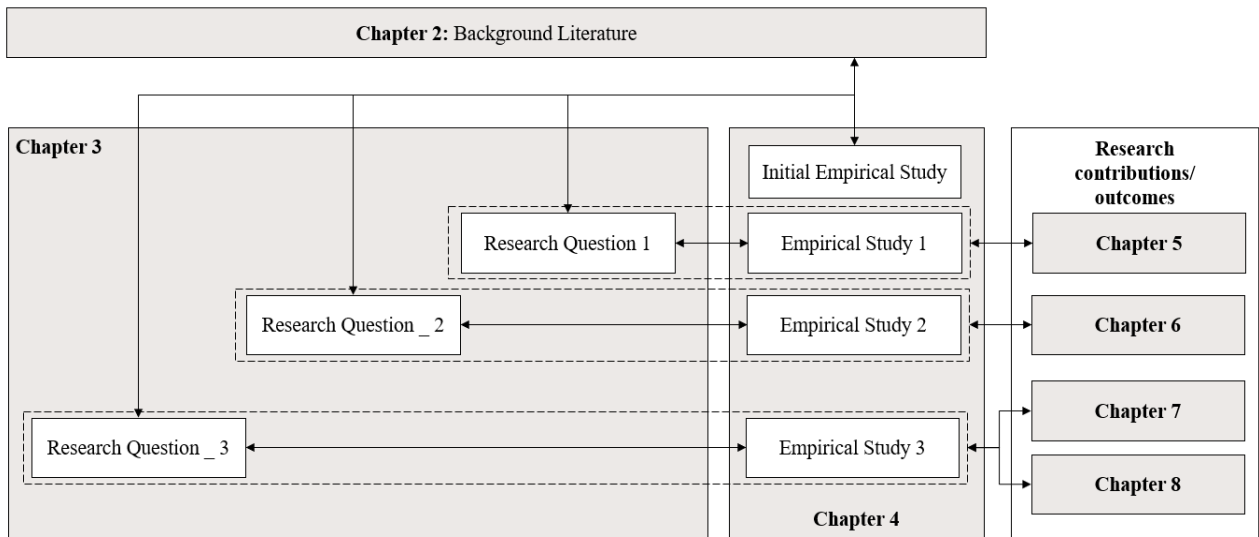 Chapter 2: Background Literature
Chapter 3
Initial Empirical Study
Research
contributions/
outcomes
Research Question 1
Empirical Study 1
Chapter 5
Research Question _ 2
Empirical Study 2
Chapter 6
Chapter 7
Research Question _ 3
Empirical Study 3
Chapter 8
Chapter 4